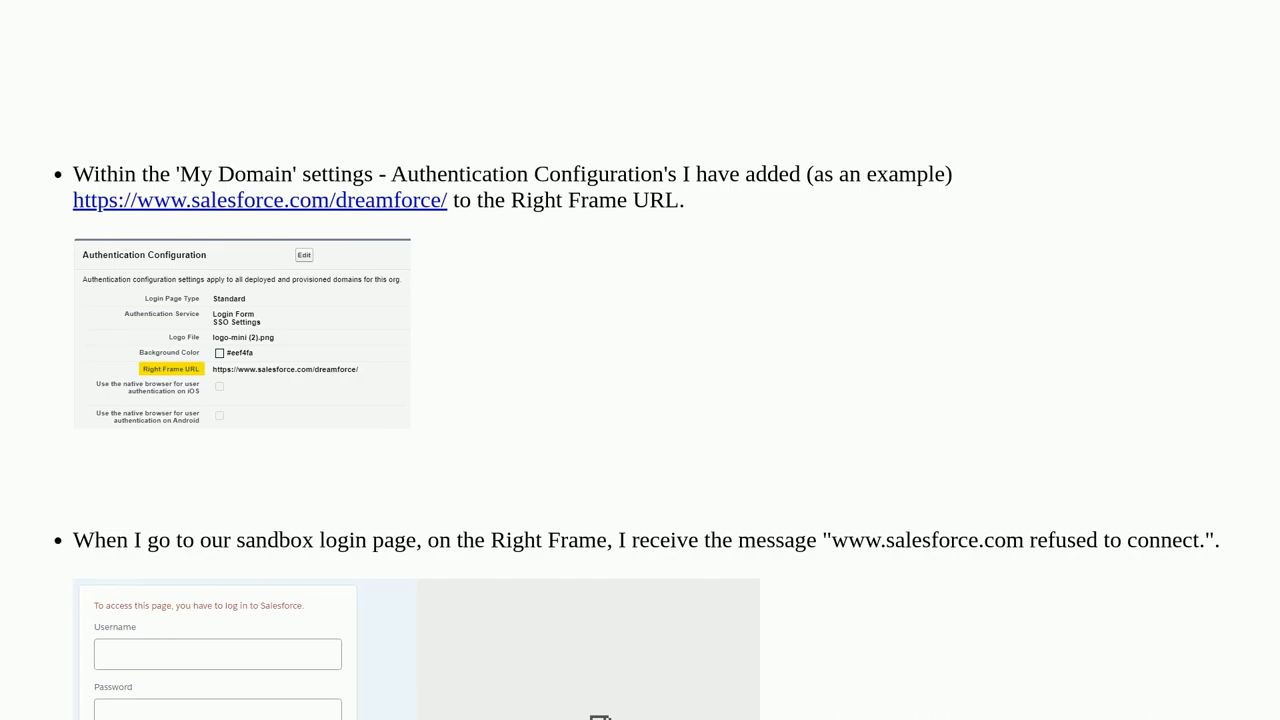 Within the 'My Domain' settings - Authentication Configuration's I have added (as an example)
https://www.salesforce.com/dreamforce/ to the Right Frame URL.
Authentication Configuration
Edit
Authentication configuration settings apply to all deployed and provisioned domains for this org.
Login Page Type Standard
Authentication Service Login Form
SSO Settings
Logo File logo-mini (2).png
Background Color #eef4fa
Right Frame URL https://www.salesforce.com/dreamforce/
Use the native browser for user
authentication on iOS
Use the native browser for user
authentication on Android
When I go to our sandbox login page, on the Right Frame, I receive the message "www.salesforce.com refused to connect.".
To access this page, you have to log in to Salesforce.
Username
Password